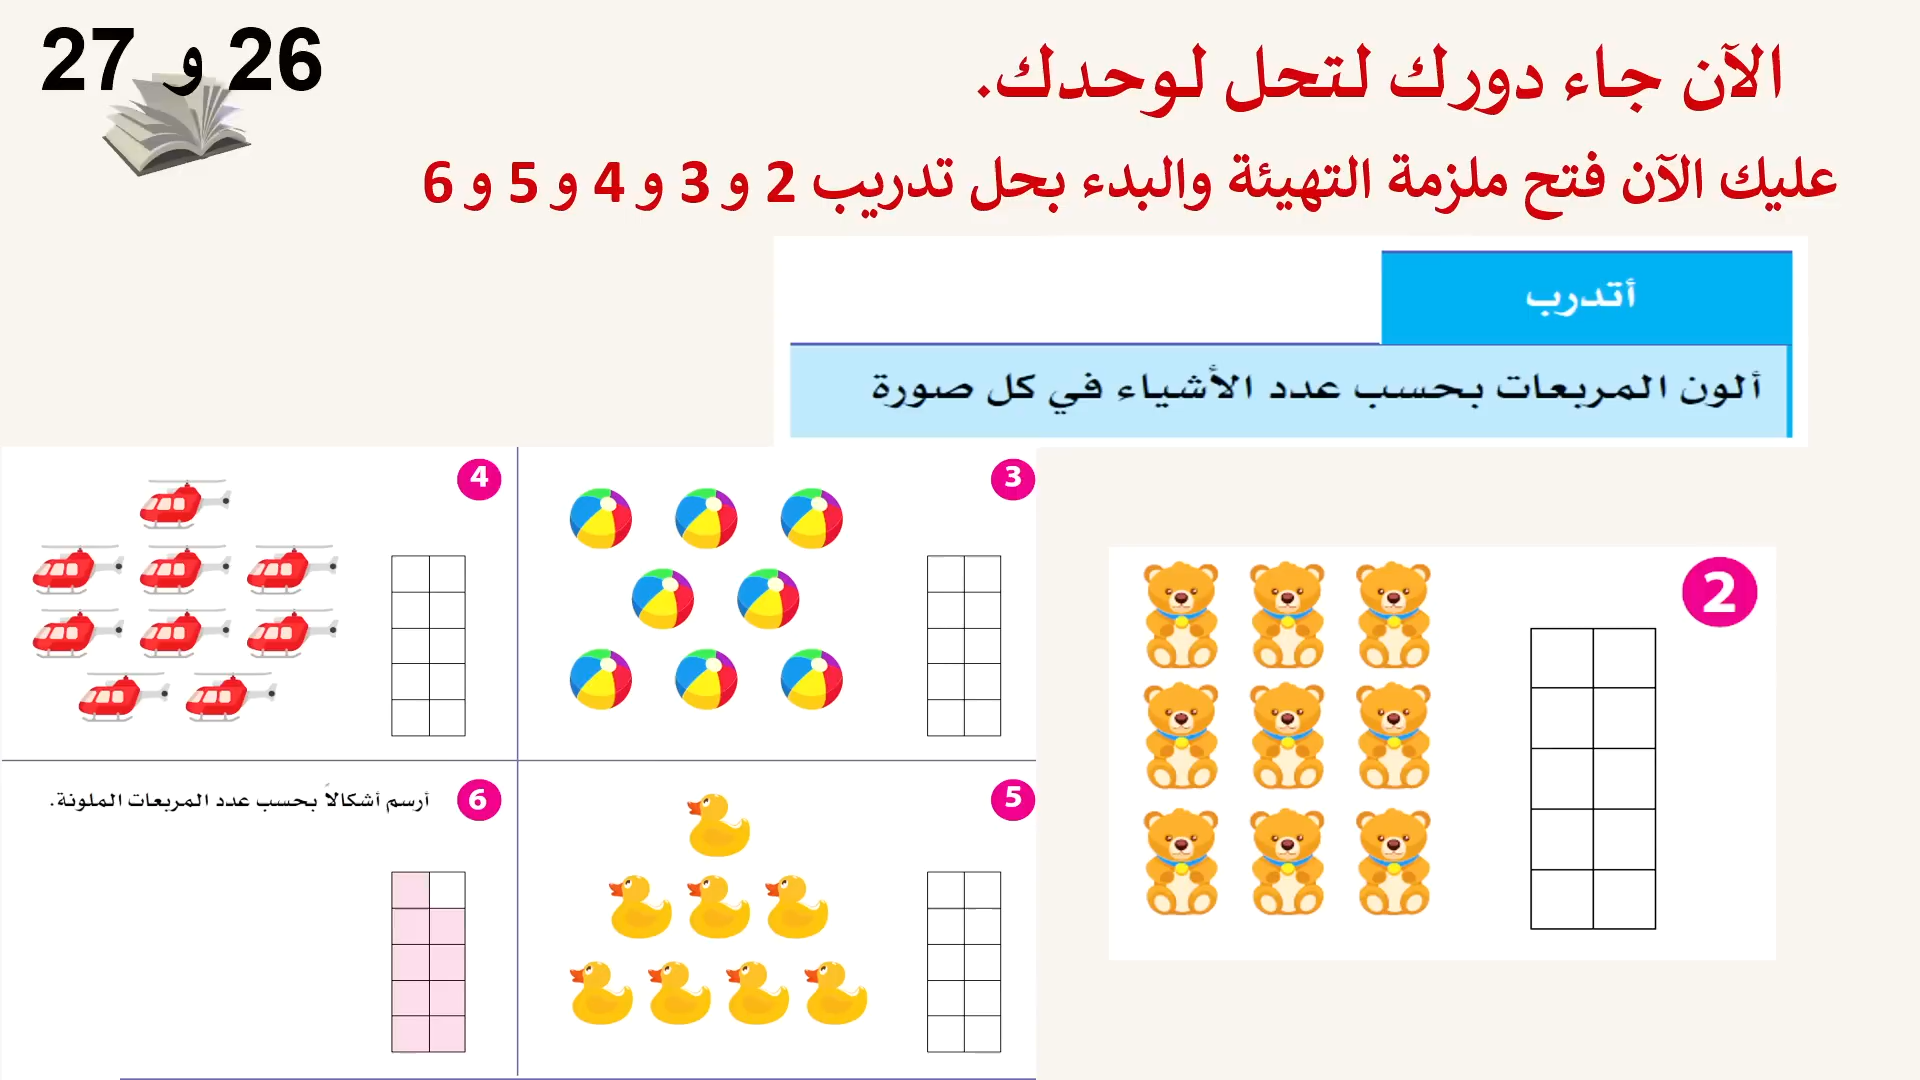 الآن جاء دورك لتحل لوحدك.
26 و 27
عليك الآن فتح ملزمة التهيئة والبدء بحل تدريب 2 و 3 و 4 و 5 و 6
أتدرب
ألون المربعات بحسب عدد الأشياء في كل صورة
2
3
4
5
6
أرسم أشكالاً بحسب عدد المربعات الملونة.